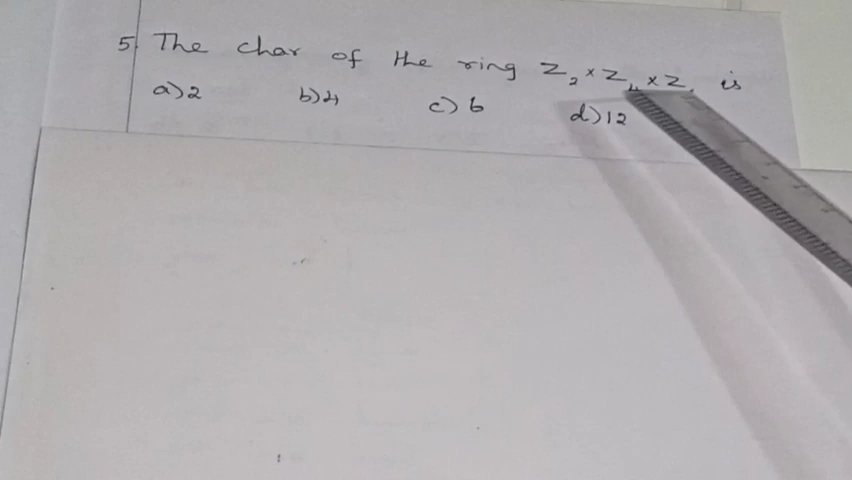 5 The char of the ring Z₂ × Z₄ × Z is
a) 2 b) 4 c) 6 d) 12